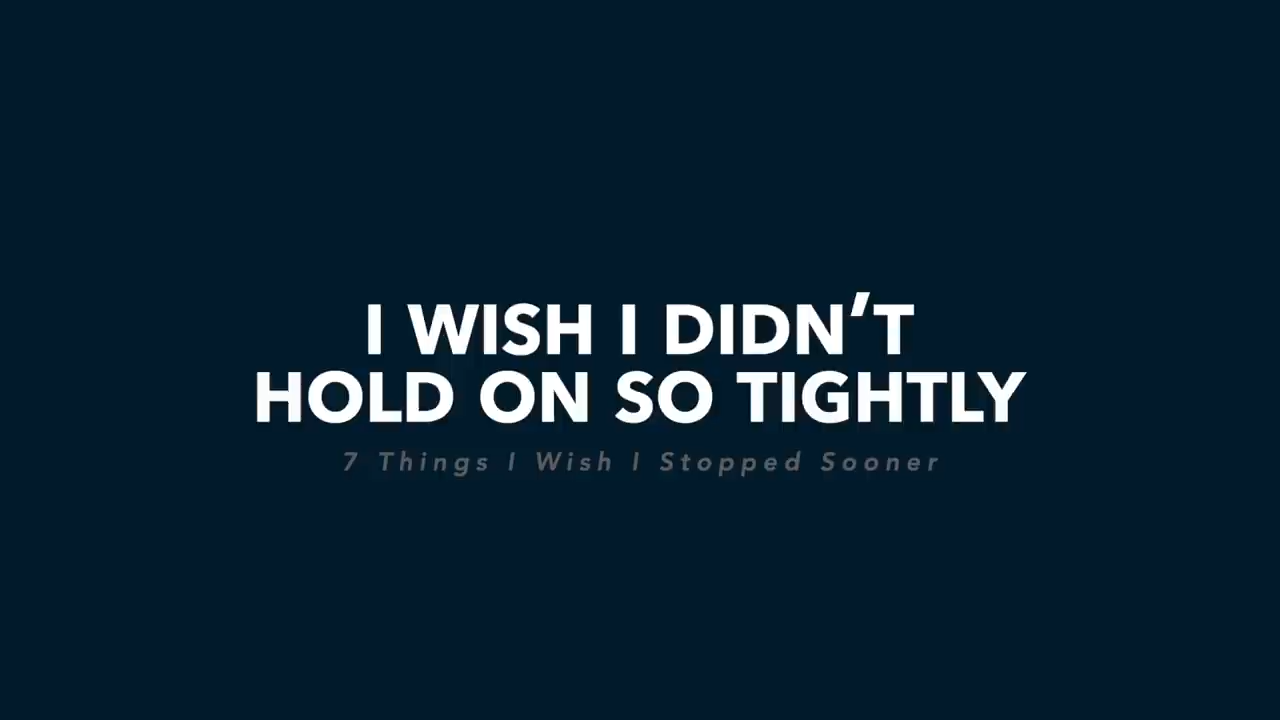 I WISH I DIDN’T
HOLD ON SO TIGHTLY
7 Things I Wish I Stopped Sooner